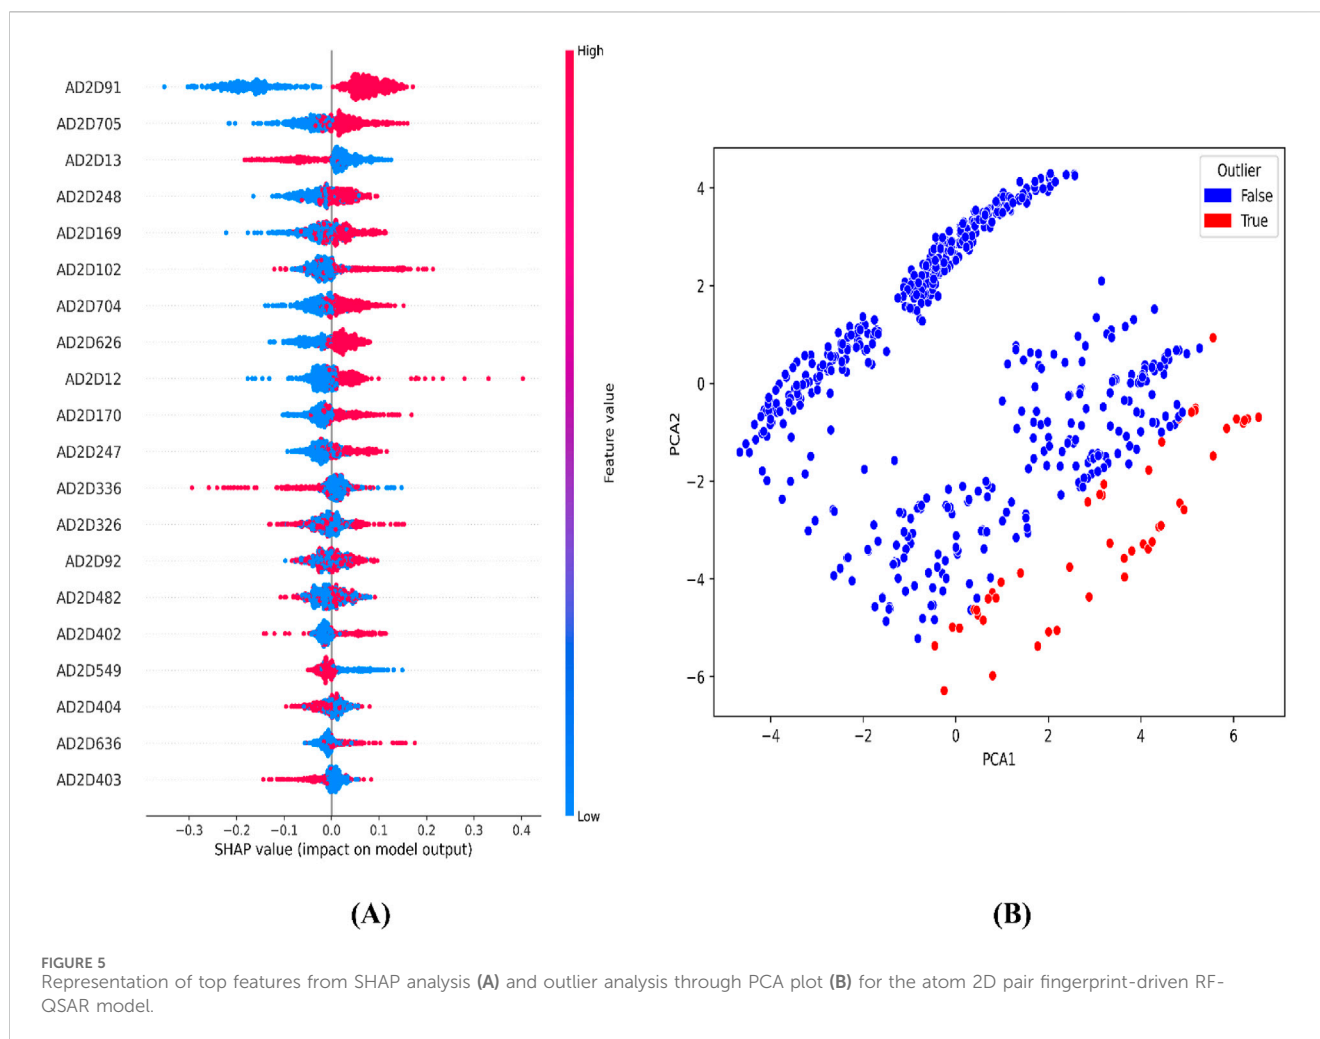 High
AD2D91
AD2D705
AD2D13
AD2D248
AD2D169
AD2D102
AD2D704
AD2D626
AD2D12
AD2D170
AD2D247
AD2D336
AD2D326
AD2D92
AD2D482
AD2D402
AD2D549
AD2D404
AD2D636
AD2D403
Feature value
Low
−0.3 −0.2 −0.1 0.0 0.1 0.2 0.3 0.4
SHAP value (impact on model output)
(A)
Outlier
False
True
4
2
0
−2
−4
−6
PCA2
−4 −2 0 2 4 6
PCA1
(B)
FIGURE 5
Representation of top features from SHAP analysis (A) and outlier analysis through PCA plot (B) for the atom 2D pair fingerprint-driven RF-
QSAR model.